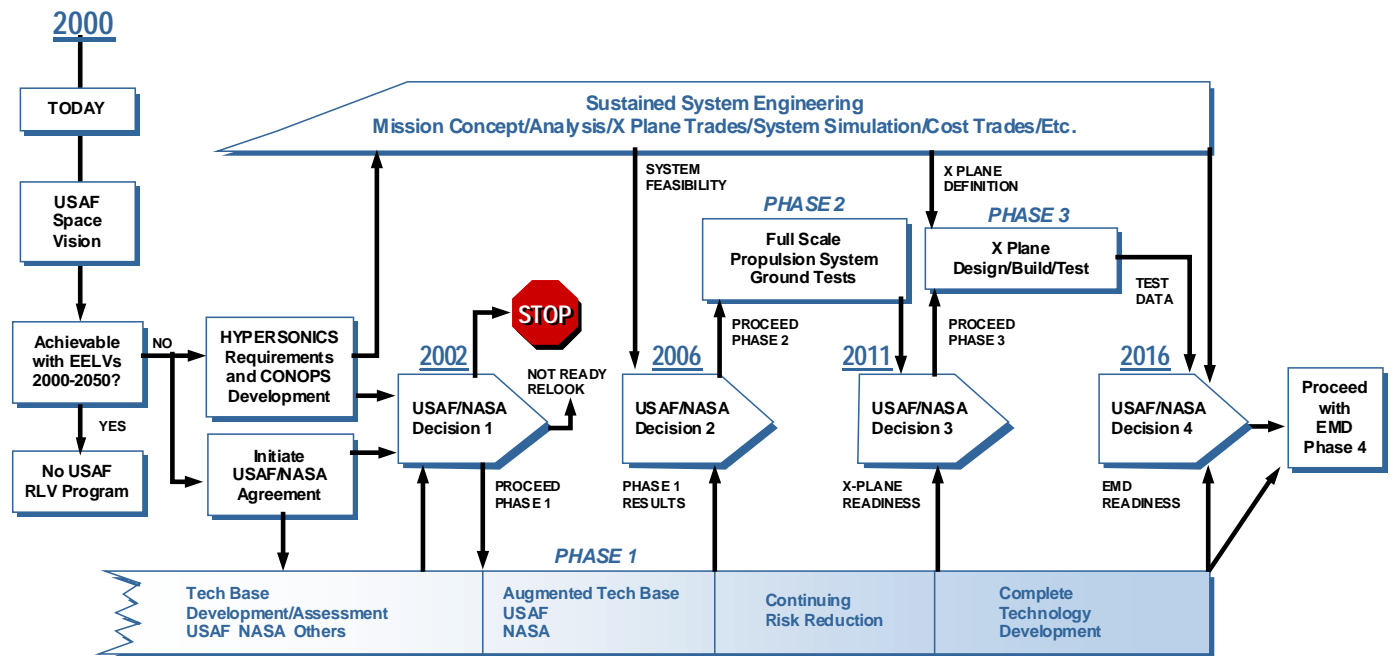 2000
TODAY
USAF
Space
Vision
Achievable
with EELVs
2000-2050?
NO
YES
No USAF
RLV Program
HYPERSONICS
Requirements
and CONOPS
Development
Initiate
USAF/NASA
Agreement
Sustained System Engineering
Mission Concept/Analysis/X Plane Trades/System Simulation/Cost Trades/Etc.
2002
USAF/NASA
Decision 1
STOP
NOT READY
RELOOK
PROCEED
PHASE 1
SYSTEM
FEASIBILITY
2006
USAF/NASA
Decision 2
PHASE 1
RESULTS
PROCEED
PHASE 2
PHASE 2
Full Scale
Propulsion System
Ground Tests
2011
USAF/NASA
Decision 3
X-PLANE
READINESS
PROCEED
PHASE 3
X PLANE
DEFINITION
PHASE 3
X Plane
Design/Build/Test
TEST
DATA
2016
USAF/NASA
Decision 4
EMD
READINESS
Proceed
with
EMD
Phase 4
PHASE 1
Tech Base
Development/Assessment
USAF NASA Others
Augmented Tech Base
USAF
NASA
Continuing
Risk Reduction
Complete
Technology
Development